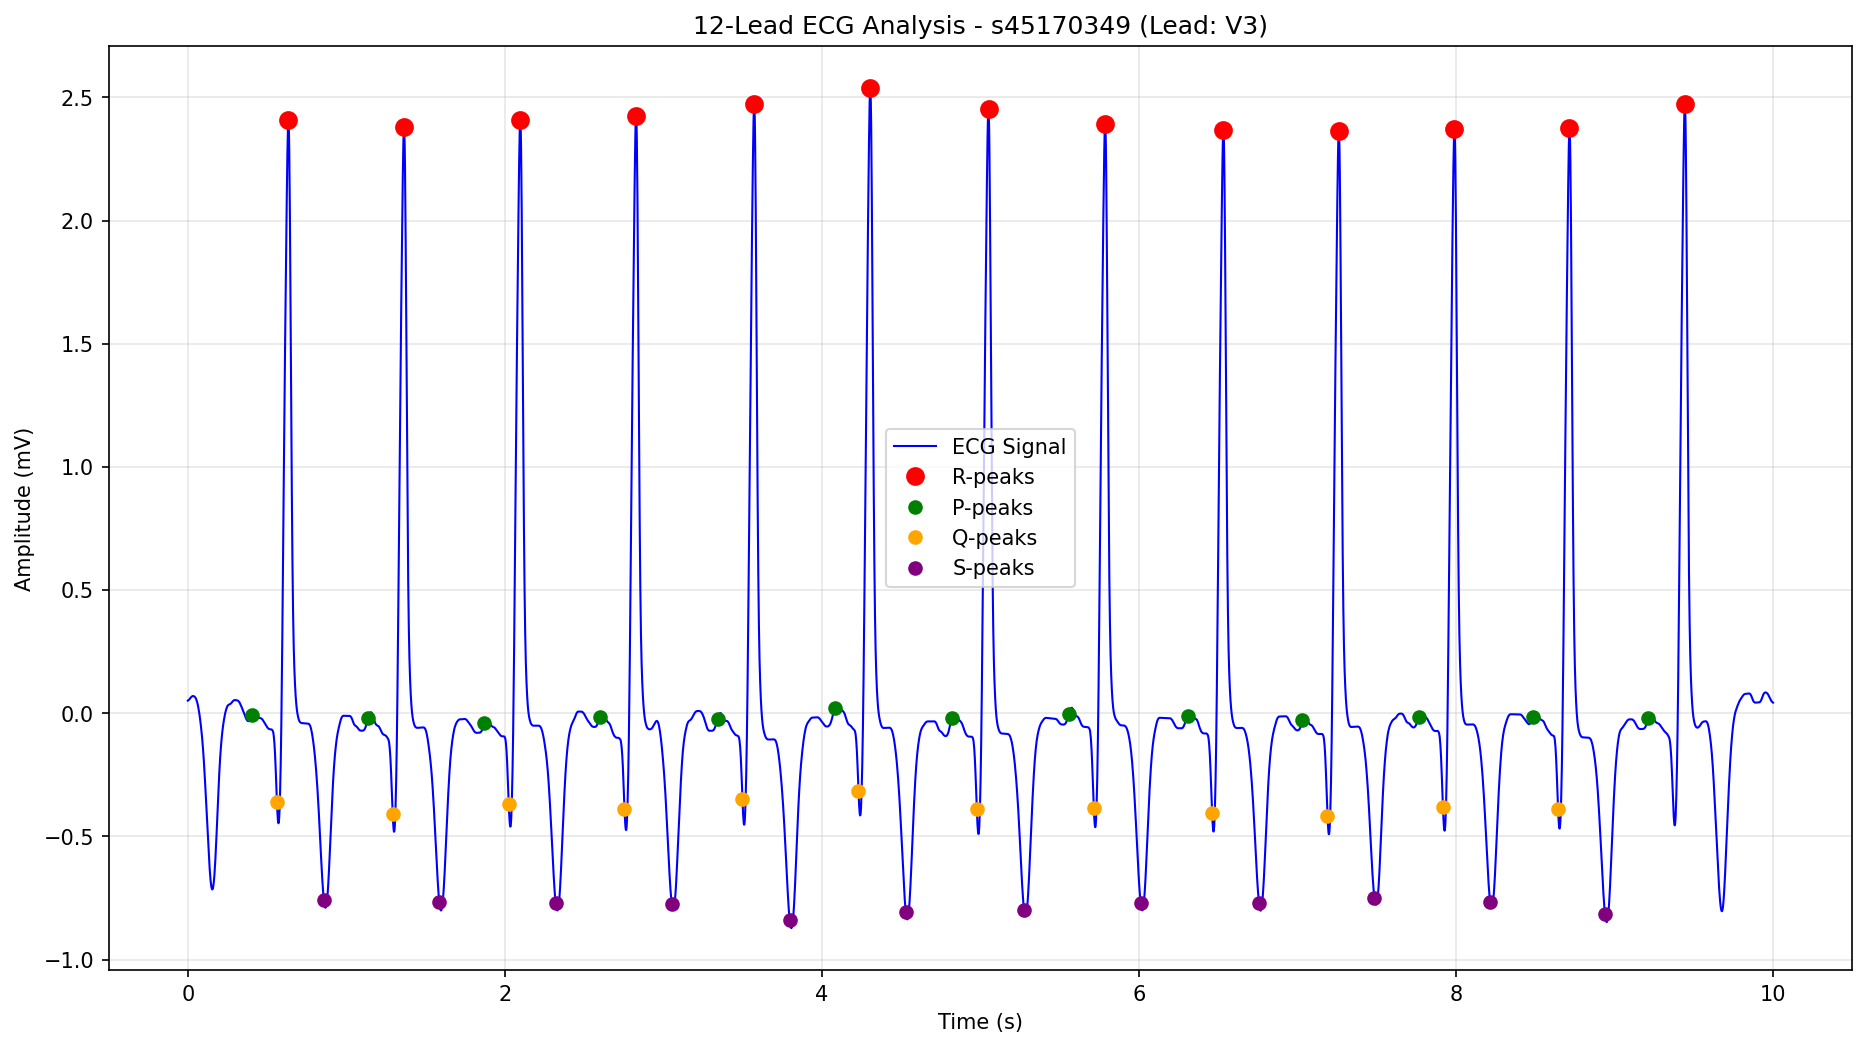 12-Lead ECG Analysis - s45170349 (Lead: V3)
Amplitude (mV)
2.5
2.0
1.5
1.0
0.5
0.0
−0.5
−1.0
ECG Signal
R-peaks
P-peaks
Q-peaks
S-peaks
0
2
4
6
8
10
Time (s)